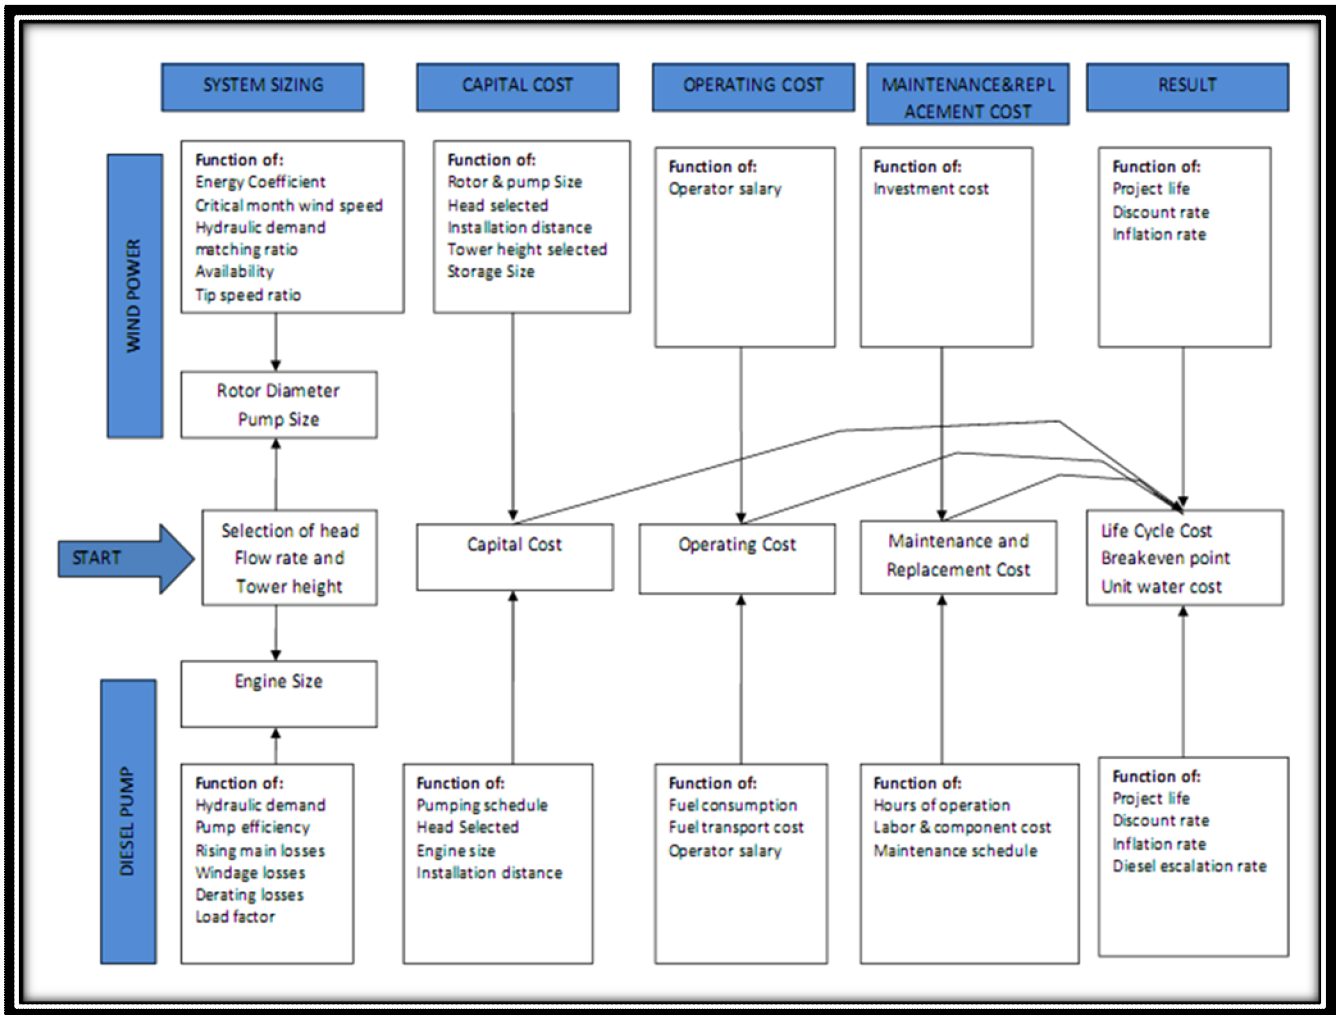 SYSTEM SIZING
CAPITAL COST
OPERATING COST
MAINTENANCE&REPL
ACEMENT COST
RESULT
WIND POWER
Function of:
Energy Coefficient
Critical month wind speed
Hydraulic demand
matching ratio
Availability
Tip speed ratio
Function of:
Rotor & pump Size
Head selected
Installation distance
Tower height selected
Storage Size
Function of:
Operator salary
Function of:
Investment cost
Function of:
Project life
Discount rate
Inflation rate
Rotor Diameter
Pump Size
START
Selection of head
Flow rate and
Tower height
Capital Cost
Operating Cost
Maintenance and
Replacement Cost
Life Cycle Cost
Breakeven point
Unit water cost
Engine Size
DIESEL PUMP
Function of:
Hydraulic demand
Pump efficiency
Rising main losses
Windage losses
Derating losses
Load factor
Function of:
Pumping schedule
Head Selected
Engine size
Installation distance
Function of:
Fuel consumption
Fuel transport cost
Operator salary
Function of:
Hours of operation
Labor & component cost
Maintenance schedule
Function of:
Project life
Discount rate
Inflation rate
Diesel escalation rate